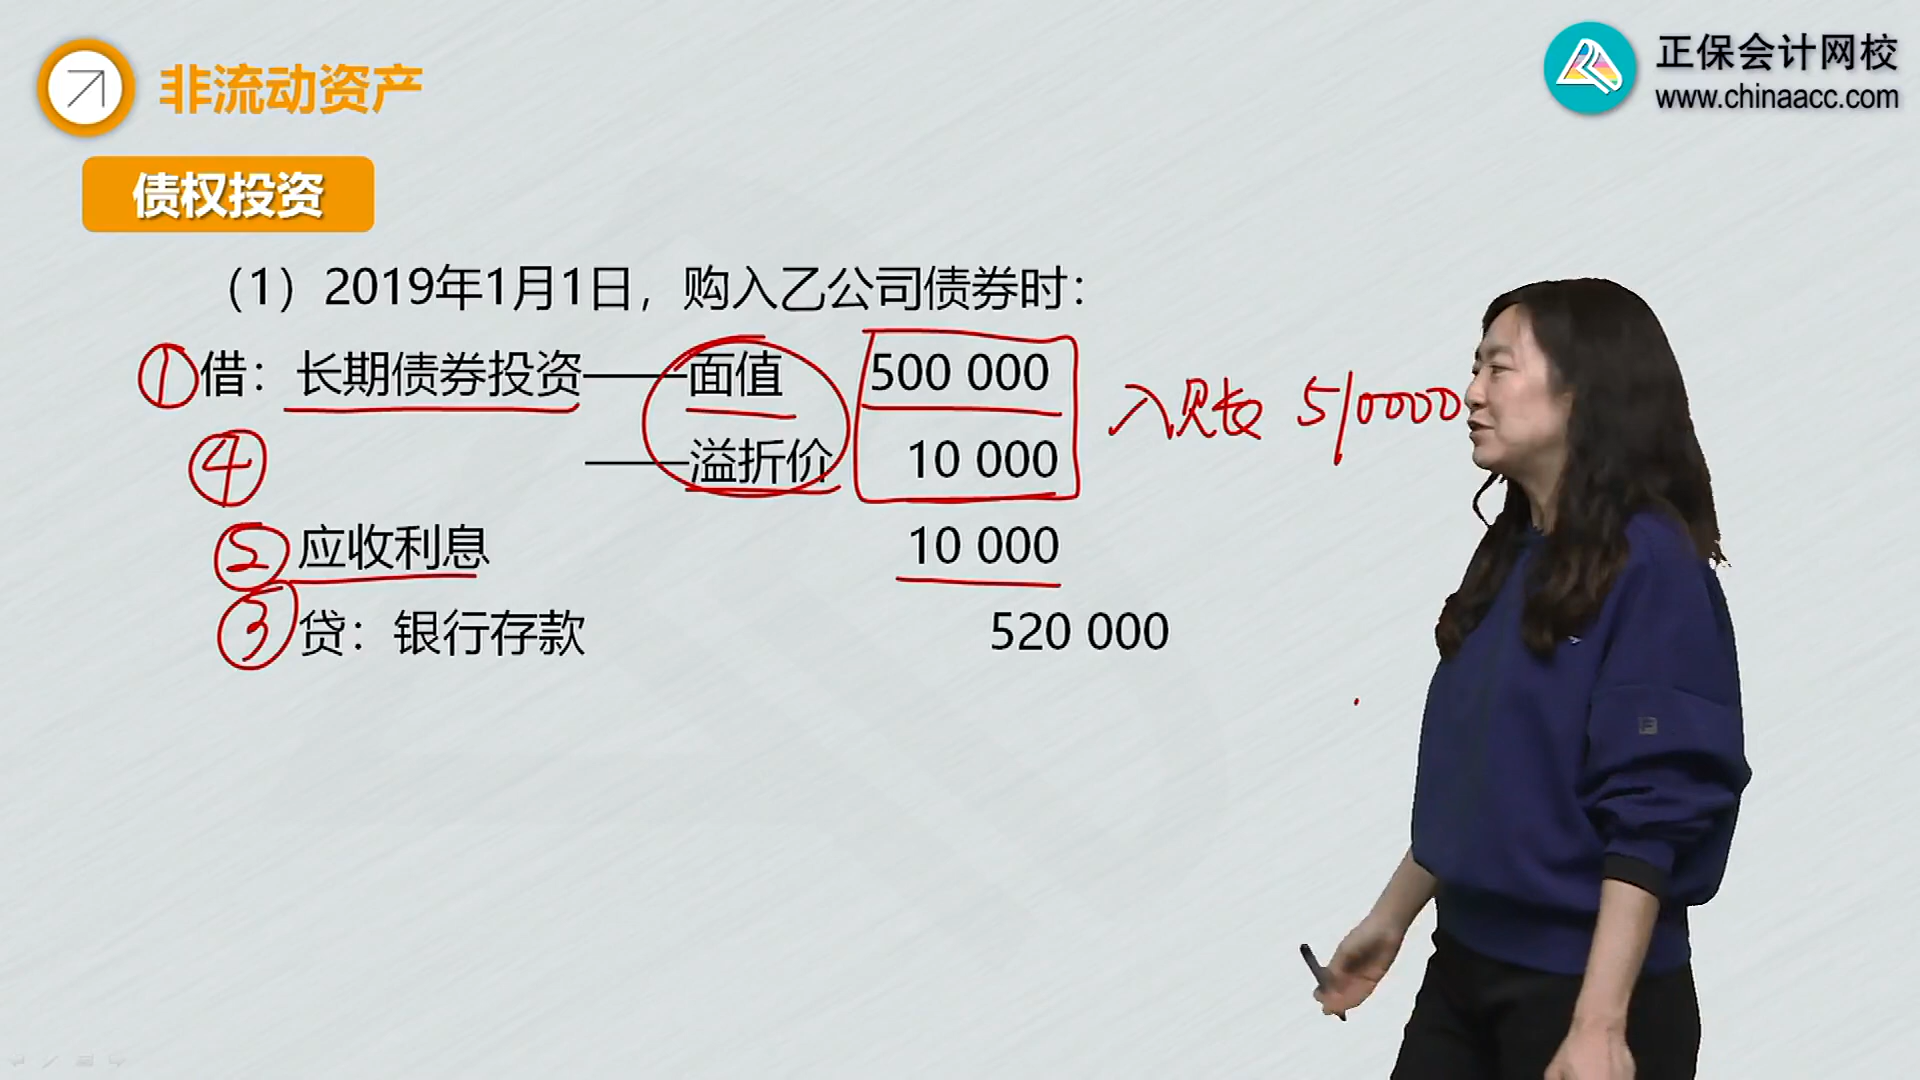 非流动资产
正保会计网校
www.chinaacc.com
债权投资
（1）2019年1月1日，购入乙公司债券时：
① 借：长期债券投资——面值 500 000
入账 510000
④ ——溢折价 10 000
② 应收利息 10 000
③ 贷：银行存款 520 000